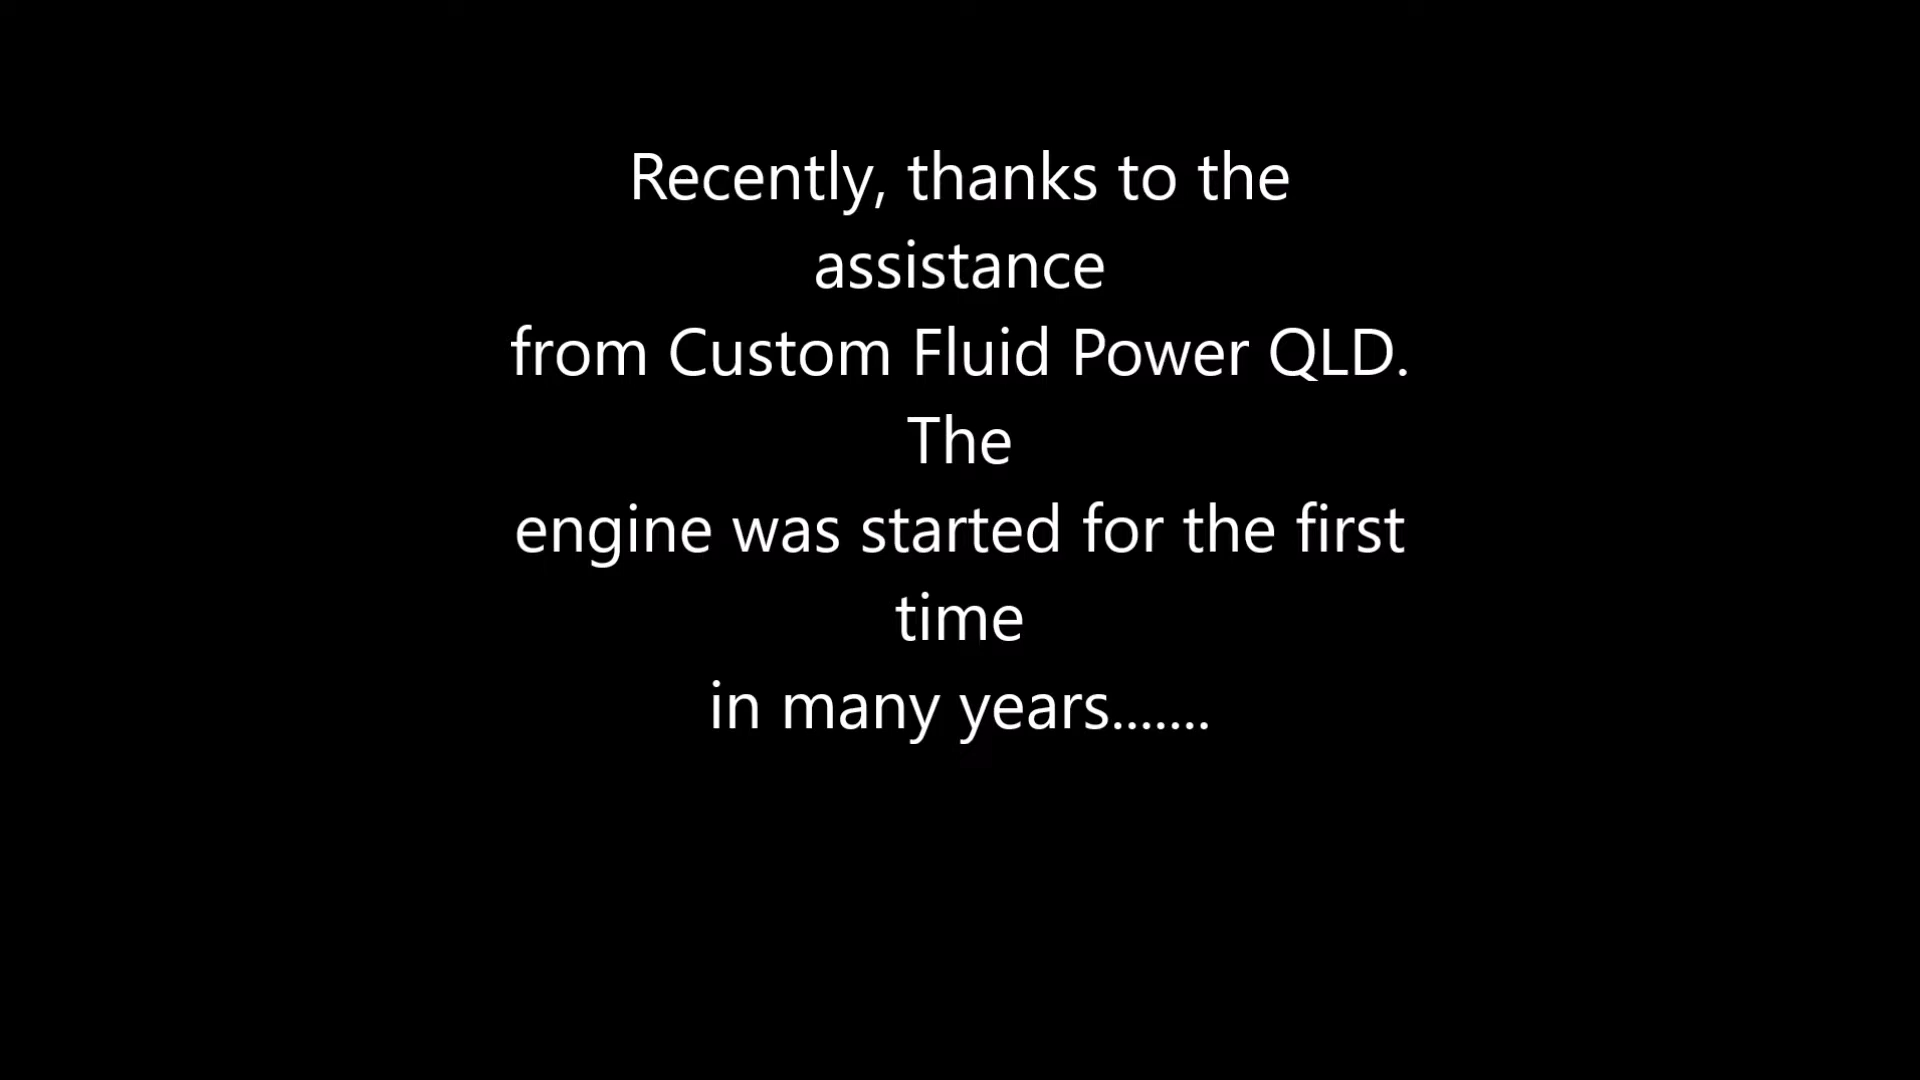 Recently, thanks to the
assistance
from Custom Fluid Power QLD.
The
engine was started for the first
time
in many years.......